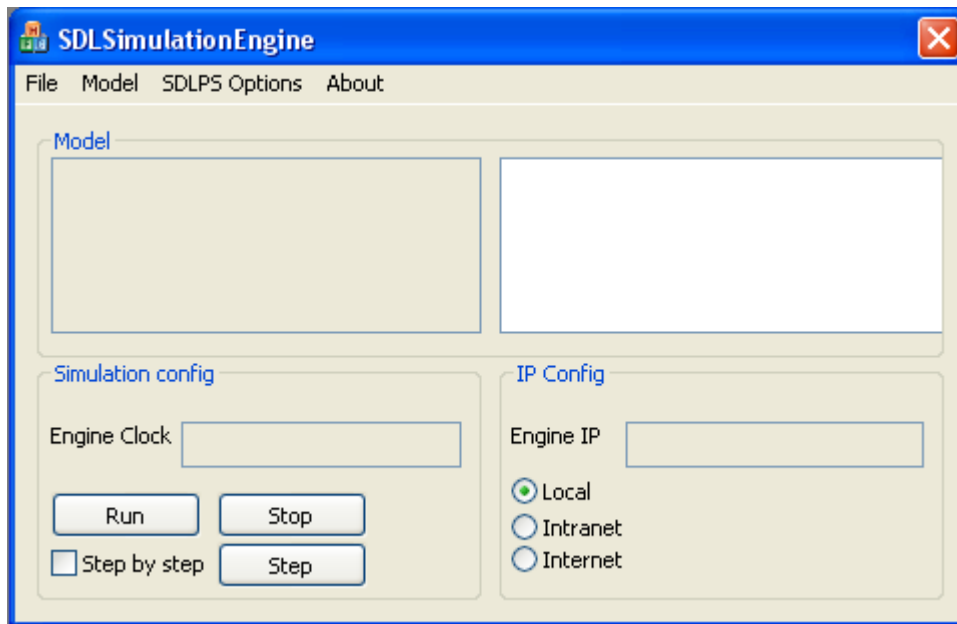 SDLSimulationEngine
File Model SDLPS Options About
Model
Simulation config
Engine Clock
Run
Stop
Step by step
Step
IP Config
Engine IP
Local
Intranet
Internet